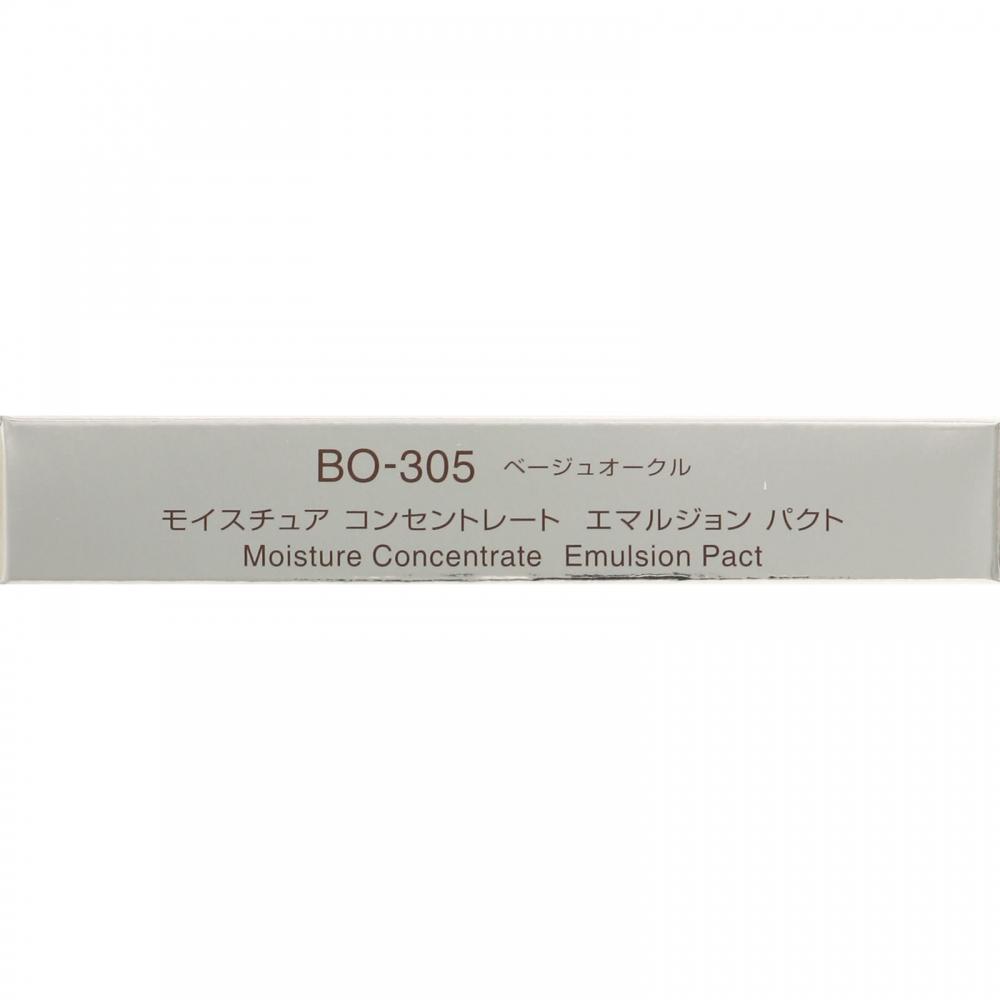 BO-305 ベージュオークル
モイスチュア コンセントレート エマルジョン パクト
Moisture Concentrate Emulsion Pact